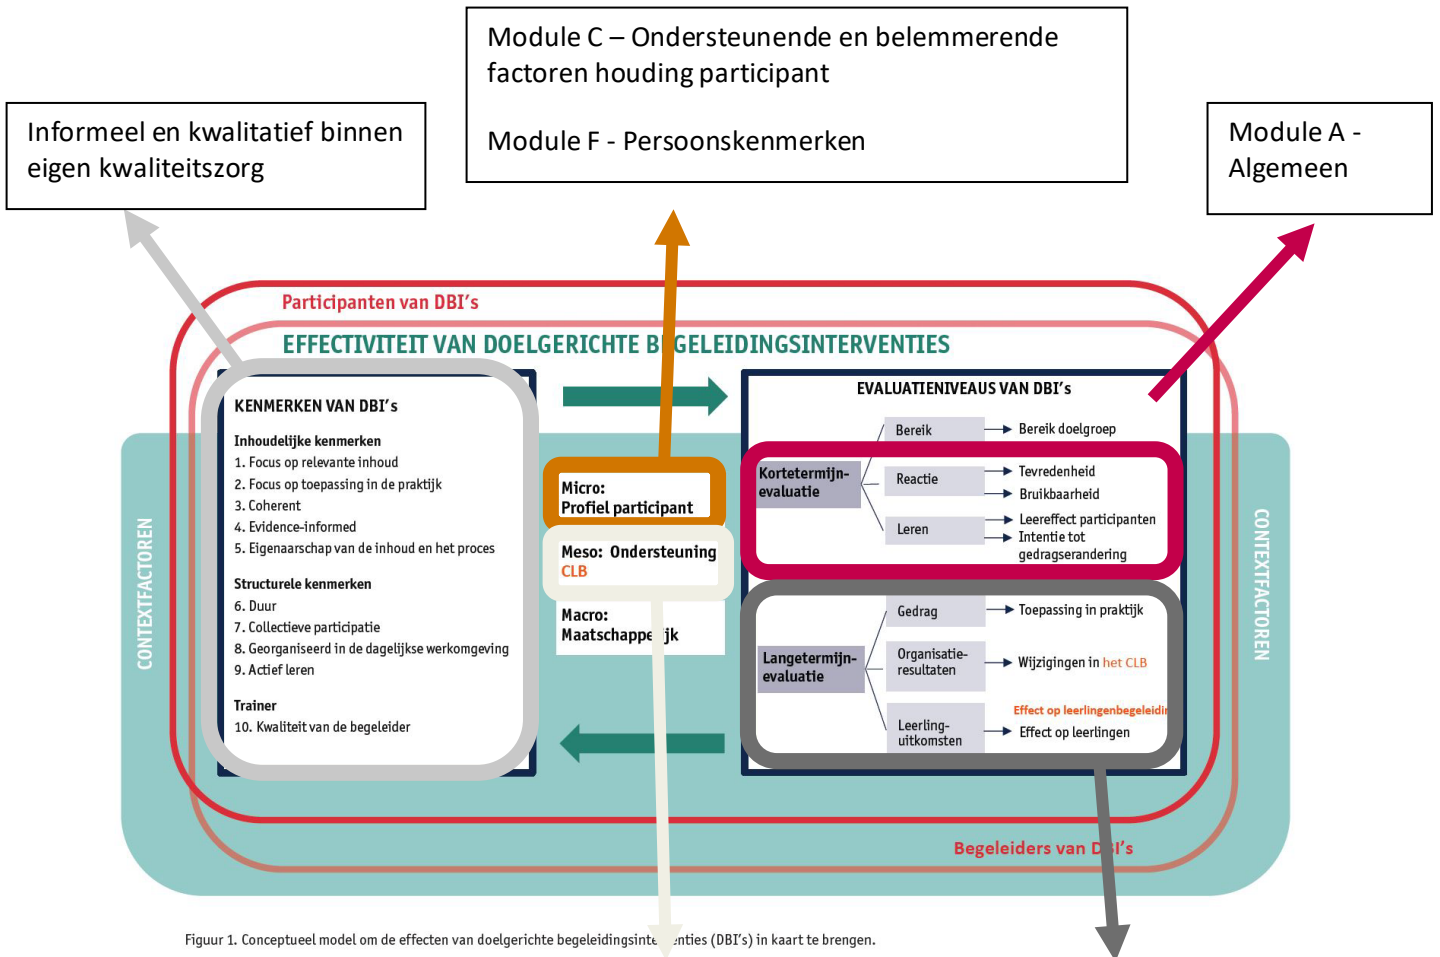 Module C – Ondersteunende en belemmerende
factoren houding participant
Module F - Persoonskenmerken
Informeel en kwalitatief binnen
eigen kwaliteitszorg
Module A -
Algemeen
Participanten van DBI's
EFFECTIVITEIT VAN DOELGERICHTE BEGELEIDINGSINTERVENTIES
KENMERKEN VAN DBI's
Inhoudelijke kenmerken
1. Focus op relevante inhoud
2. Focus op toepassing in de praktijk
3. Coherent
4. Evidence-informed
5. Eigenaarschap van de inhoud en het proces
Structurele kenmerken
6. Duur
7. Collectieve participatie
8. Georganiseerd in de dagelijkse werkomgeving
9. Actief leren
Trainer
10. Kwaliteit van de begeleider
Micro:
Profiel participant
Meso: Ondersteuning
CLB
Macro:
Maatschappelijk
EVALUATIENIVEAUS VAN DBI's
Kortetermijn-
evaluatie
Bereik
Bereik doelgroep
Reactie
Tevredenheid
Bruikbaarheid
Leren
Leereffect participanten
Intentie tot
gedragserandering
Langetermijn-
evaluatie
Gedrag
Toepassing in praktijk
Organisatie-
resultaten
Wijzigingen in het CLB
Leerling-
uitkomsten
Effect op leerlingenbegeleidin
Effect op leerlingen
CONTEXTFACTOREN
CONTEXTFACTOREN
Begeleiders van DBI's
Figuur 1. Conceptueel model om de effecten van doelgerichte begeleidingsinterventies (DBI's) in kaart te brengen.